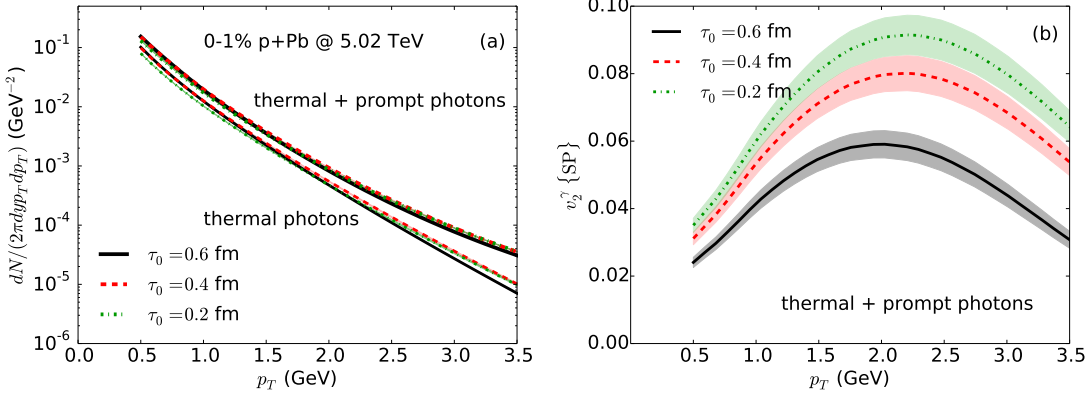 0-1% p+Pb @ 5.02 TeV
(a)
thermal + prompt photons
thermal photons
τ₀ = 0.6 fm
τ₀ = 0.4 fm
τ₀ = 0.2 fm
dN/(2πdyp_T dp_T) (GeV⁻²)
10⁻¹
10⁻²
10⁻³
10⁻⁴
10⁻⁵
10⁻⁶
0.0 0.5 1.0 1.5 2.0 2.5 3.0 3.5
p_T (GeV)
(b)
τ₀ = 0.6 fm
τ₀ = 0.4 fm
τ₀ = 0.2 fm
thermal + prompt photons
v₂^γ {SP}
0.10
0.08
0.06
0.04
0.02
0.00
0.5 1.0 1.5 2.0 2.5 3.0 3.5
p_T (GeV)